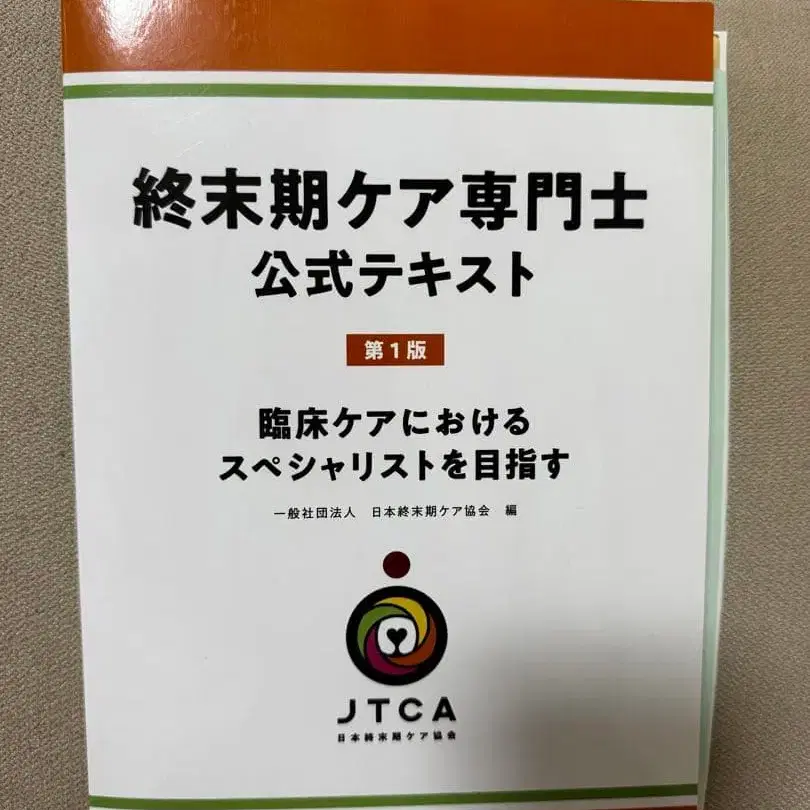 終末期ケア専門士
公式テキスト
第1版
臨床ケアにおける
スペシャリストを目指す
一般社団法人 日本終末期ケア協会 編
JTCA
日本終末期ケア協会